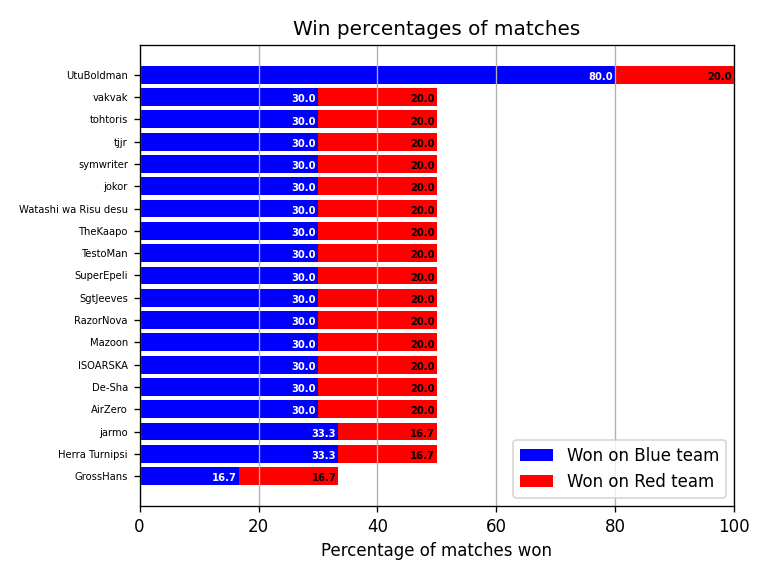 Win percentages of matches
UtuBoldman 80.0 20.0
vakvak 30.0 20.0
tohtoris 30.0 20.0
tjjr 30.0 20.0
symwriter 30.0 20.0
jokor 30.0 20.0
Watashi wa Risu desu 30.0 20.0
TheKaapo 30.0 20.0
TestoMan 30.0 20.0
SuperEpeli 30.0 20.0
SgtJeeves 30.0 20.0
RazorNova 30.0 20.0
Mazoon 30.0 20.0
ISOARSKA 30.0 20.0
De-Sha 30.0 20.0
AirZero 30.0 20.0
jarmo 33.3 16.7
Herra Turnipsi 33.3 16.7
GrossHans 16.7 16.7
Won on Blue team
Won on Red team
0 20 40 60 80 100
Percentage of matches won